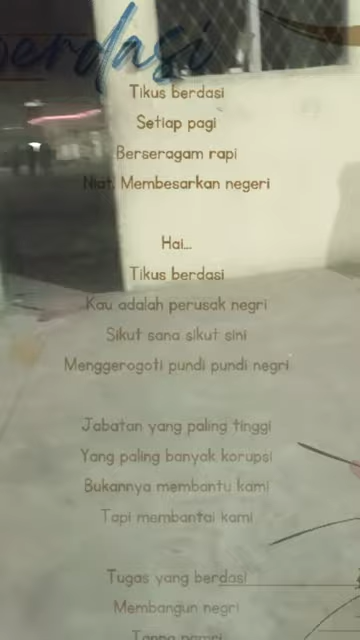 berdasi
Tikus berdasi
Setiap pagi
Berseragam rapi
Niat Membesarkan negeri
Hai...
Tikus berdasi
Kau adalah perusak negri
Sikut sana sikut sini
Menggerogoti pundi pundi negri
Jabatan yang paling tinggi
Yang paling banyak korupsi
Bukannya membantu kami
Tapi membantai kami
Tugas yang berdasi
Membangun negri
Tanpa